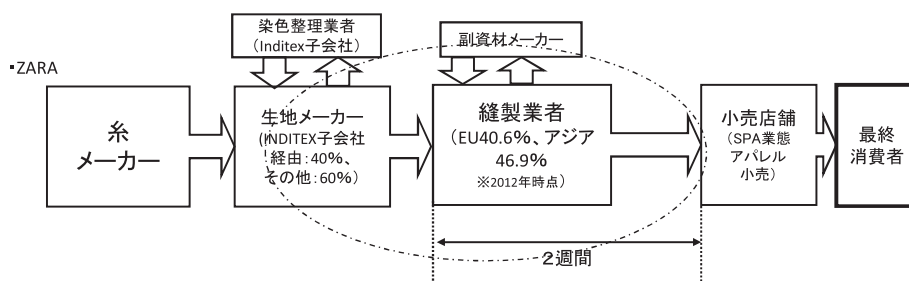 ・ZARA
染色整理業者
(Inditex子会社)
副資材メーカー
糸
メーカー
生地メーカー
(INDITEX子会社
経由:40%、
その他:60%)
縫製業者
(EU40.6%、アジア
46.9%
※2012年時点)
小売店舗
(SPA業態
アパレル
小売)
最終
消費者
2週間